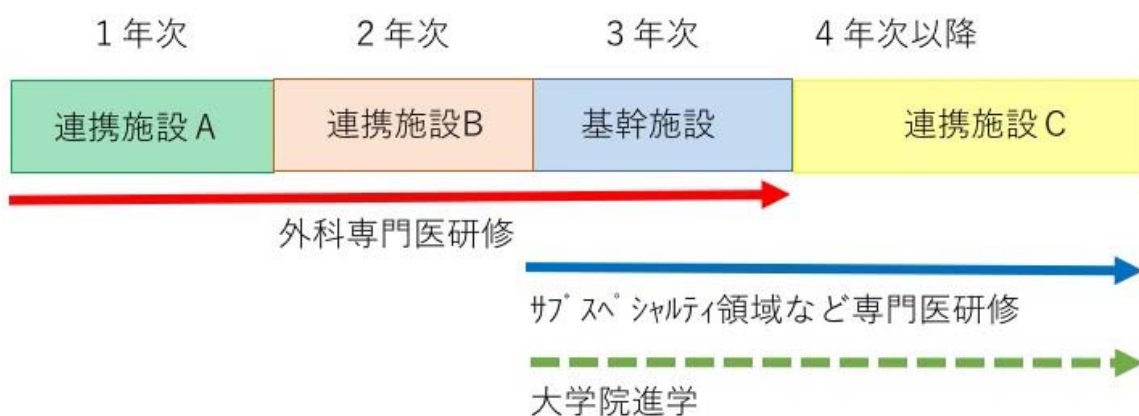 1年次 2年次 3年次 4年次以降
連携施設A 連携施設B 基幹施設 連携施設C
外科専門医研修
ｻﾌﾞｽﾍﾟｼｬﾙﾃｨ領域など専門医研修
大学院進学